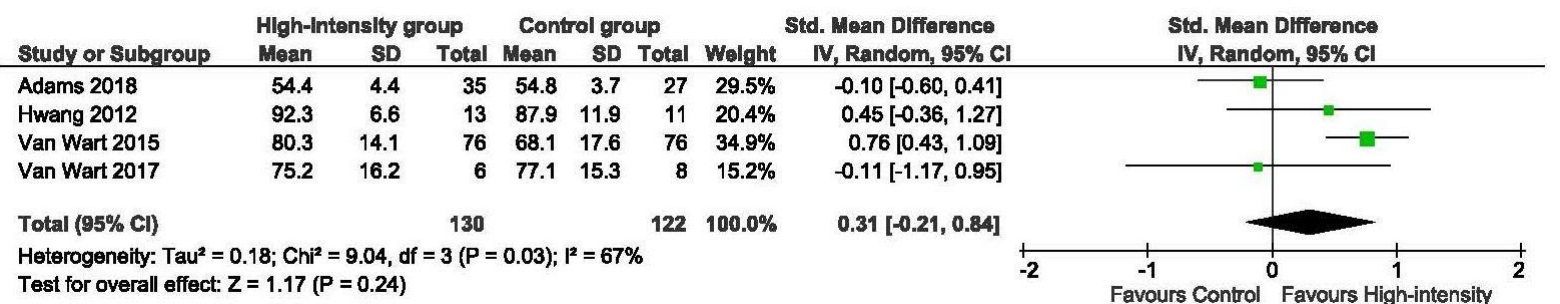 High-Intensity group Control group Std. Mean Difference Std. Mean Difference
Study or Subgroup Mean SD Total Mean SD Total Weight IV, Random, 95% CI IV, Random, 95% CI
Adams 2018 54.4 4.4 35 54.8 3.7 27 29.5% -0.10 [-0.60, 0.41]
Hwang 2012 92.3 6.6 13 87.9 11.9 11 20.4% 0.45 [-0.36, 1.27]
Van Wart 2015 80.3 14.1 76 68.1 17.6 76 34.9% 0.76 [0.43, 1.09]
Van Wart 2017 75.2 16.2 6 77.1 15.3 8 15.2% -0.11 [-1.17, 0.95]
Total (95% CI) 130 122 100.0% 0.31 [-0.21, 0.84]
Heterogeneity: Tau² = 0.18; Chi² = 9.04, df = 3 (P = 0.03); I² = 67%
Test for overall effect: Z = 1.17 (P = 0.24)
-2 -1 0 1 2
Favours Control Favours High-intensity